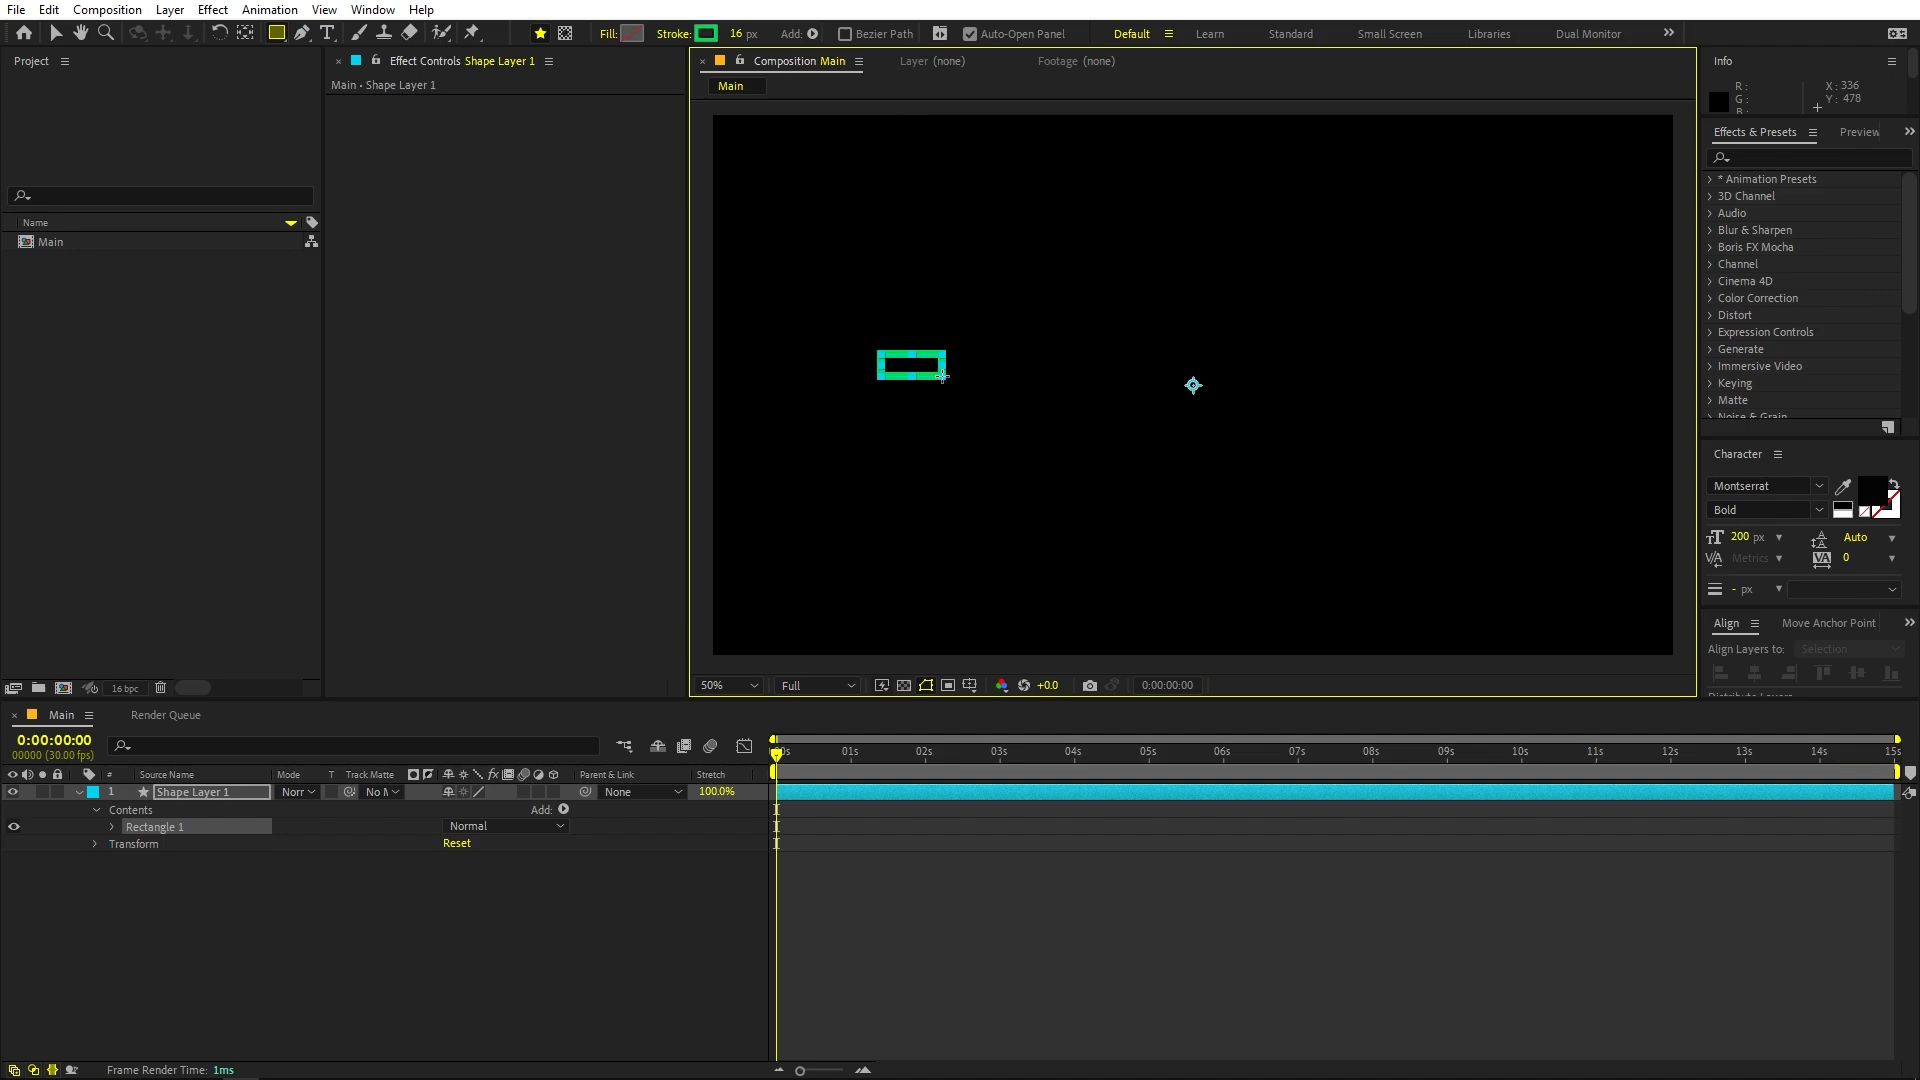 File Edit Composition Layer Effect Animation View Window Help
Fill: Stroke: 16 px Add: Bezier Path Auto-Open Panel Default Learn Standard Small Screen Libraries Dual Monitor
Project
Name
Main
16 bpc
Effect Controls Shape Layer 1
Main • Shape Layer 1
Composition Main Layer (none) Footage (none)
Main
50% Full +0.0 0:00:00:00
Info
R :
G :
B :
X : 336
Y : 478
Effects & Presets Preview
* Animation Presets
3D Channel
Audio
Blur & Sharpen
Boris FX Mocha
Channel
Cinema 4D
Color Correction
Distort
Expression Controls
Generate
Immersive Video
Keying
Matte
Noise & Grain
Character
Montserrat
Bold
200 px Auto
Metrics 0
- px
Align Move Anchor Point
Align Layers to: Selection
Distribute Layers
Main Render Queue
0:00:00:00
00000 (30.00 fps)
# Source Name Mode T Track Matte fx Parent & Link Stretch
1 Shape Layer 1 Norr No M None 100.0%
Contents Add:
Rectangle 1 Normal
Transform Reset
00s 01s 02s 03s 04s 05s 06s 07s 08s 09s 10s 11s 12s 13s 14s 15s
Frame Render Time: 1ms